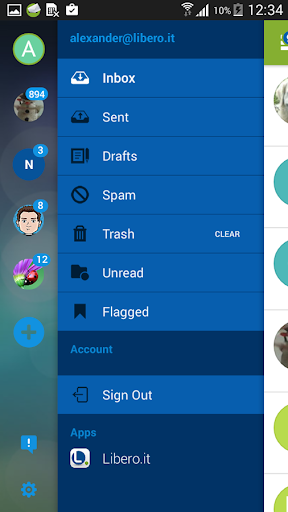 10% 12:34
alexander@libero.it
A
Inbox
894
Sent
N 3
Drafts
8
Spam
Trash CLEAR
12
Unread
Flagged
Account
Sign Out
Apps
L Libero.it